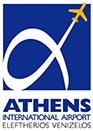 ATHENS
INTERNATIONAL AIRPORT
ELEFTHERIOS VENIZELOS